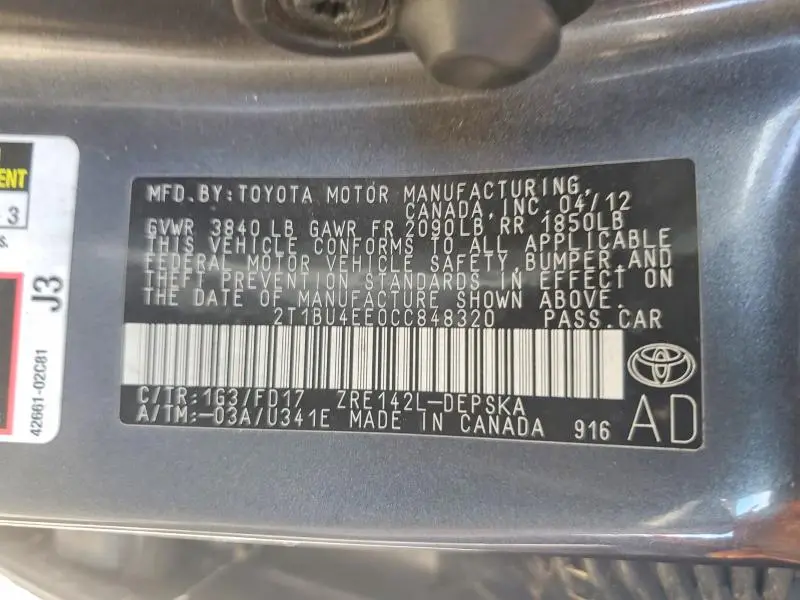 MFD.BY:TOYOTA MOTOR MANUFACTURING,
CANADA, INC. 04/12
GVWR 3840 LB GAWR FR 2090LB RR 1850LB
THIS VEHICLE CONFORMS TO ALL APPLICABLE
FEDERAL MOTOR VEHICLE SAFETY, BUMPER, AND
THEFT PREVENTION STANDARDS IN EFFECT ON
THE DATE OF MANUFACTURE SHOWN ABOVE.
2T1BU4EE0CC848320 PASS.CAR
C/TR:1G3/FD17 ZRE142L-DEPSKA
A/TM:-03A/U341E MADE IN CANADA 916 AD
3
J3
42661-02C81